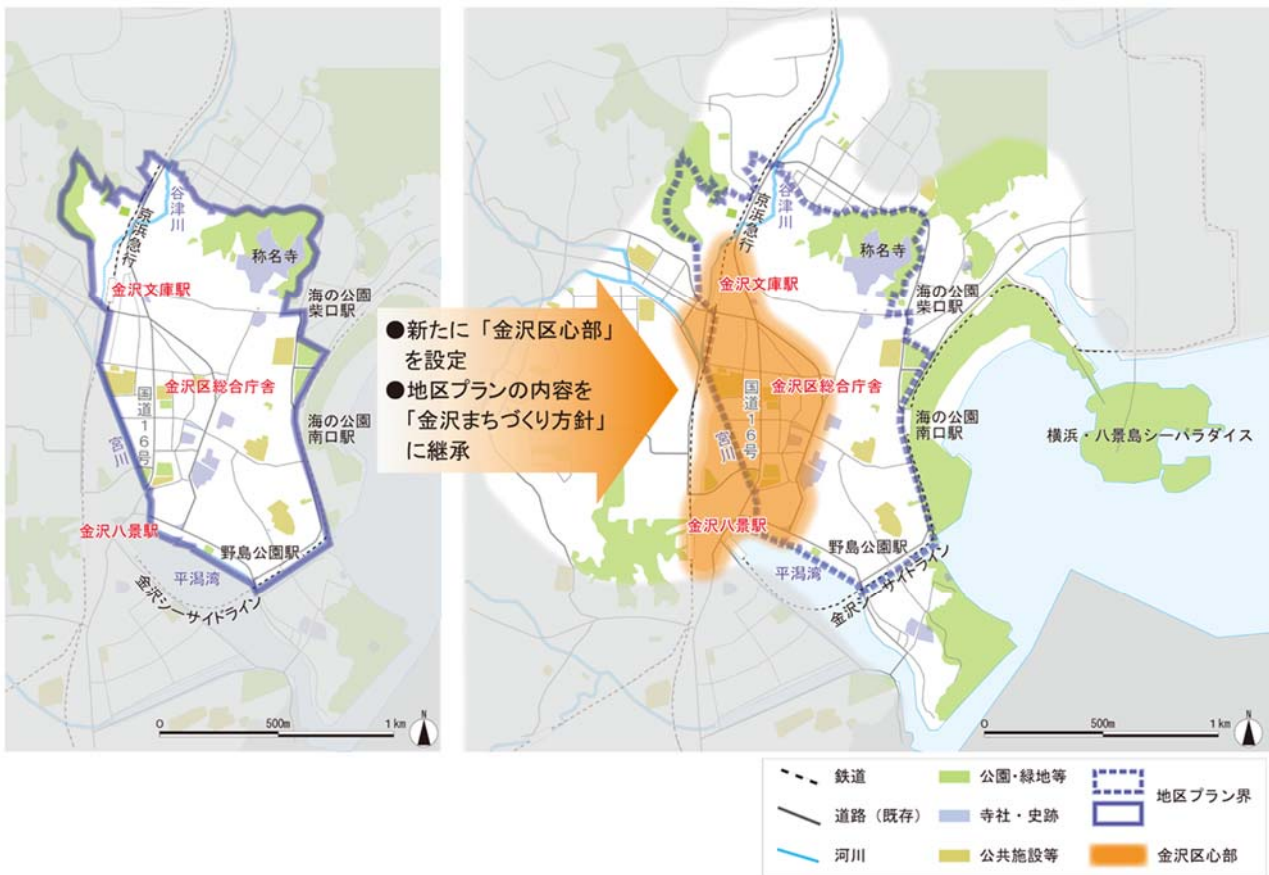 谷津川
京浜急行
称名寺
金沢文庫駅
海の公園
柴口駅
金沢区総合庁舎
国道16号
宮川
海の公園
南口駅
金沢八景駅
野島公園駅
平潟湾
金沢シーサイドライン
0
500m
1km
N
●新たに「金沢区心部」
を設定
●地区プランの内容を
「金沢まちづくり方針」
に継承
谷津川
京浜急行
称名寺
金沢文庫駅
海の公園
柴口駅
金沢区総合庁舎
国道16号
宮川
海の公園
南口駅
横浜・八景島シーパラダイス
金沢八景駅
野島公園駅
平潟湾
金沢シーサイドライン
0
500m
1km
N
鉄道
公園・緑地等
地区プラン界
道路(既存)
寺社・史跡
河川
公共施設等
金沢区心部